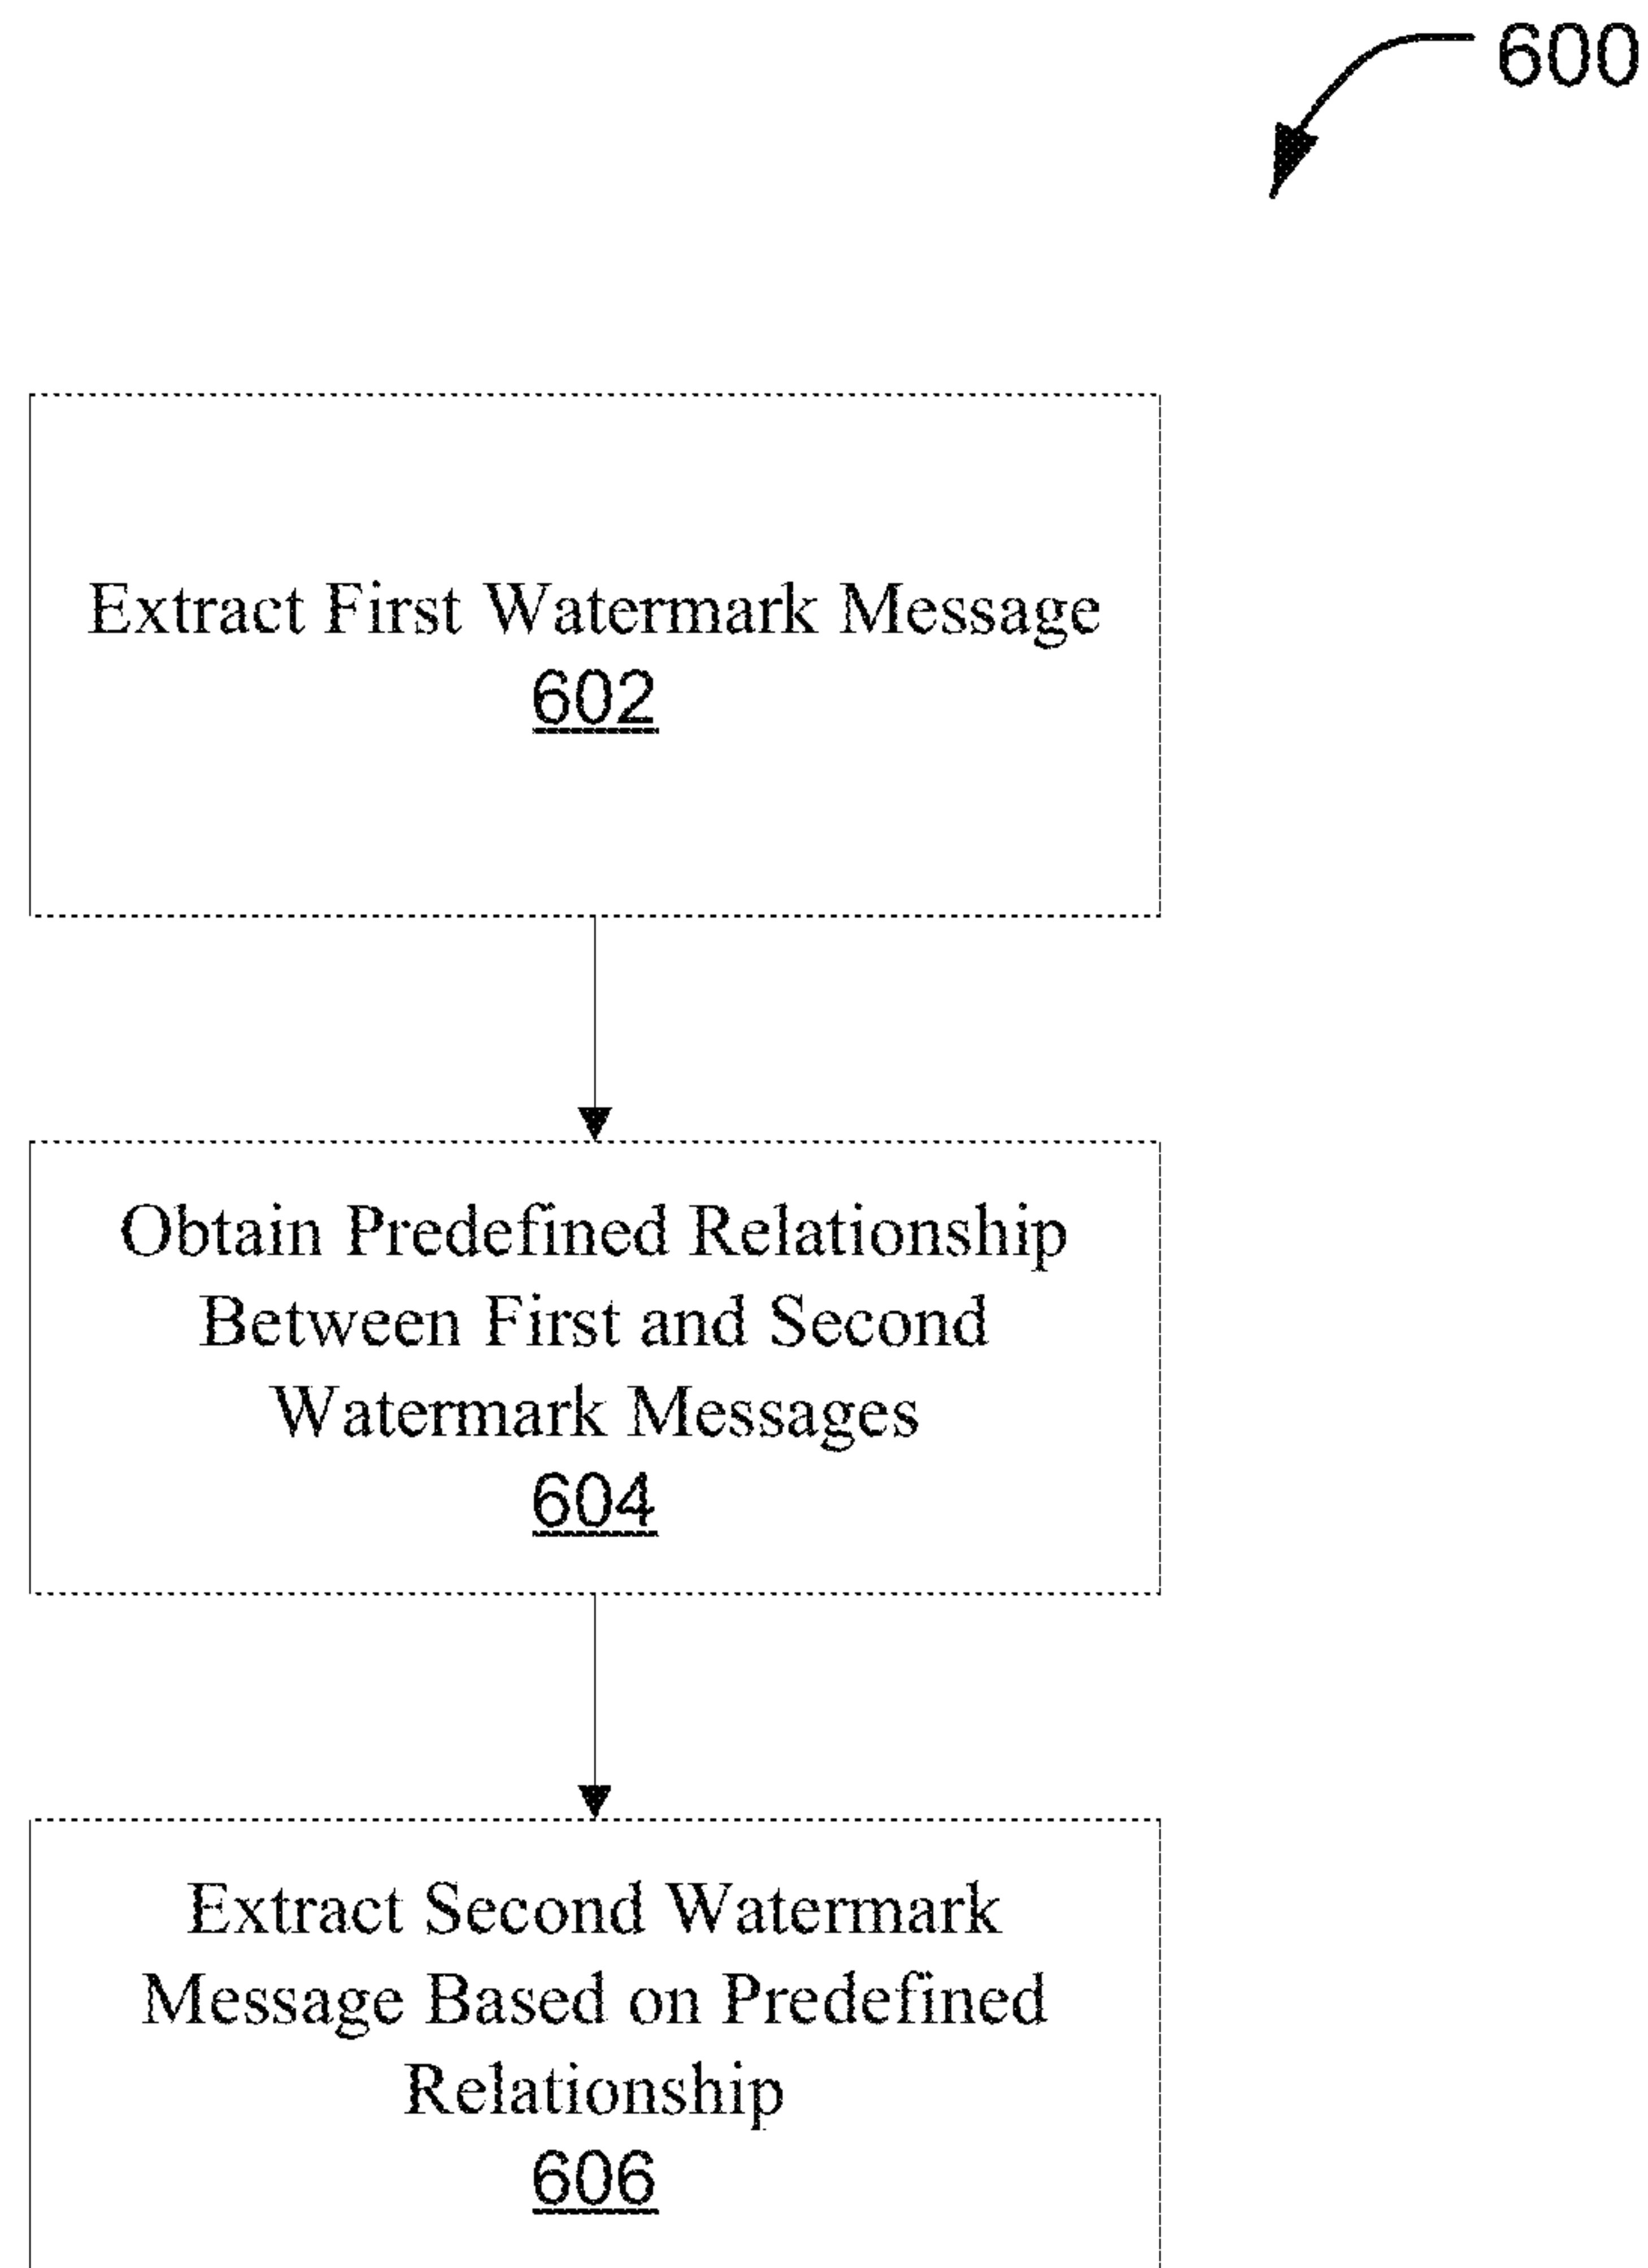 600
Extract First Watermark Message
602
Obtain Predefined Relationship
Between First and Second
Watermark Messages
604
Extract Second Watermark
Message Based on Predefined
Relationship
606